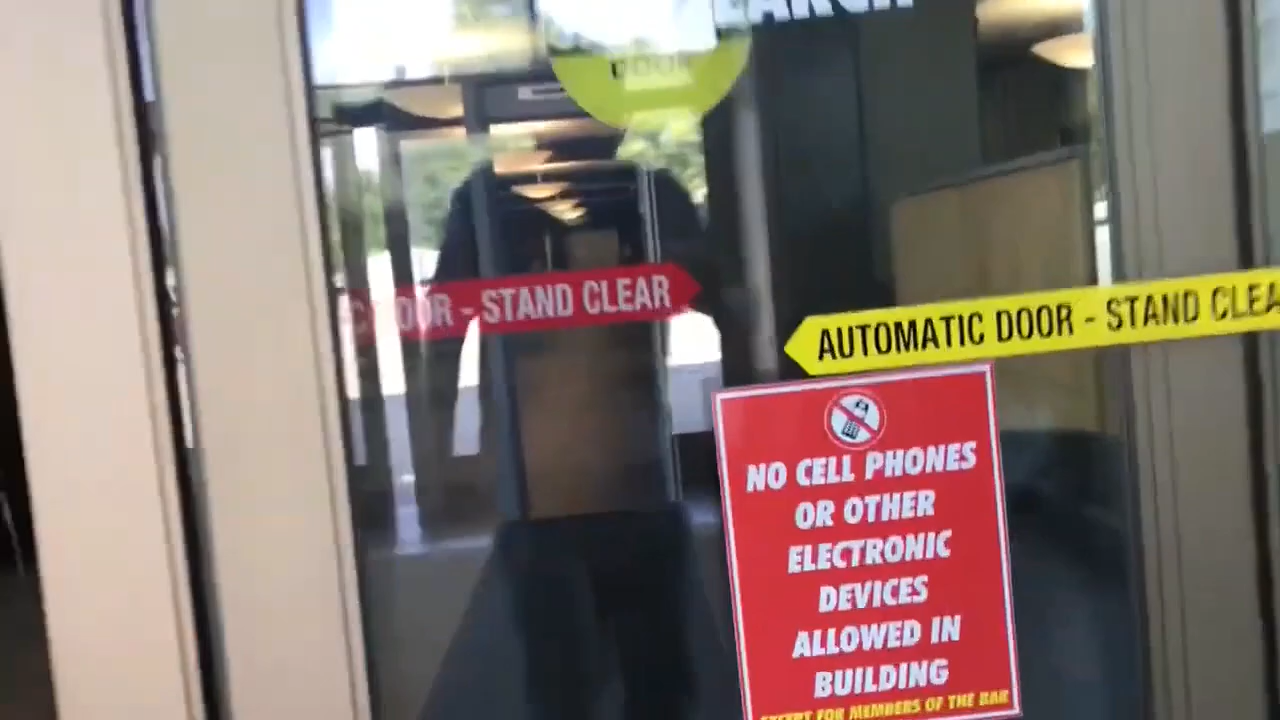 DOOR
DOOR - STAND CLEAR
AUTOMATIC DOOR - STAND
NO CELL PHONES
OR OTHER
ELECTRONIC
DEVICES
ALLOWED IN
BUILDING
EXCEPT FOR MEMBERS OF THE BAR